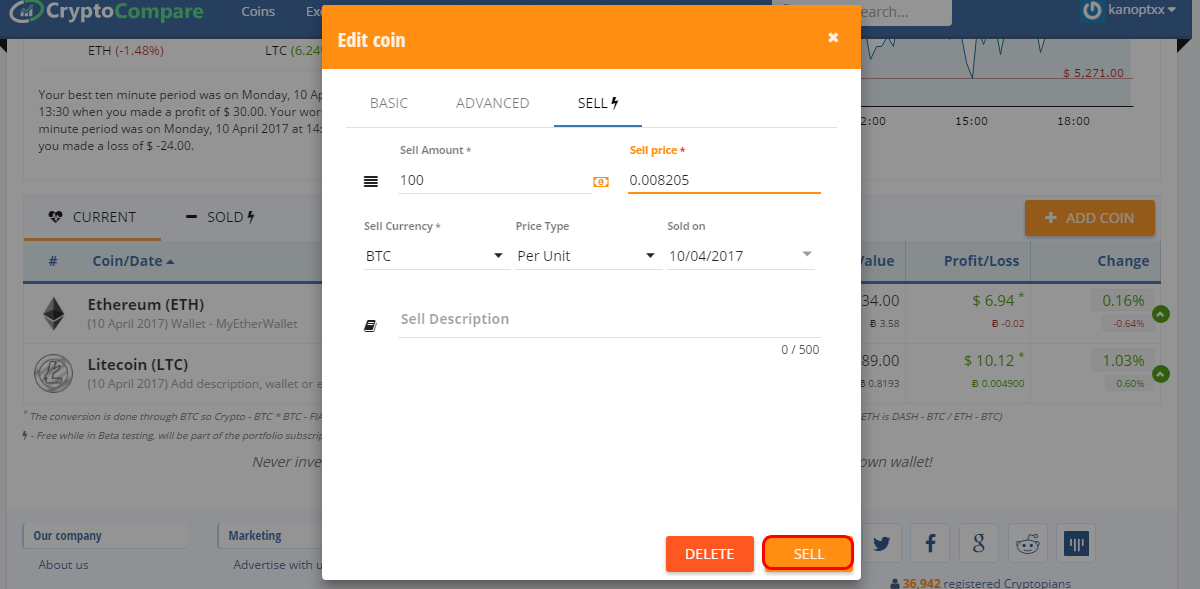 CryptoCompare
Coins
earch...
kanoptxx
ETH (-1.48%)
LTC (6.24%
Your best ten minute period was on Monday, 10 Ap
13:30 when you made a profit of $ 30.00. Your wor
minute period was on Monday, 10 April 2017 at 14:
you made a loss of $ -24.00.
$ 5,271.00
2:00
15:00
18:00
CURRENT
SOLD
+ ADD COIN
#
Coin/Date
Value
Profit/Loss
Change
Ethereum (ETH)
(10 April 2017) Wallet - MyEtherWallet
34.00
Ƀ 3.58
$ 6.94 *
Ƀ -0.02
0.16%
-0.64%
Litecoin (LTC)
(10 April 2017) Add description, wallet or e
89.00
Ƀ 0.8193
$ 10.12 *
Ƀ 0.004900
1.03%
0.60%
* The conversion is done through BTC so Crypto - BTC * BTC - FIA
ETH is DASH - BTC / ETH - BTC)
- Free while in Beta testing, will be part of the portfolio subscrip
Never inve
own wallet!
Our company
About us
Marketing
Advertise with u
36,942 registered Cryptopians
Edit coin
BASIC
ADVANCED
SELL
Sell Amount *
100
Sell price *
0.008205
Sell Currency *
BTC
Price Type
Per Unit
Sold on
10/04/2017
Sell Description
0 / 500
DELETE
SELL